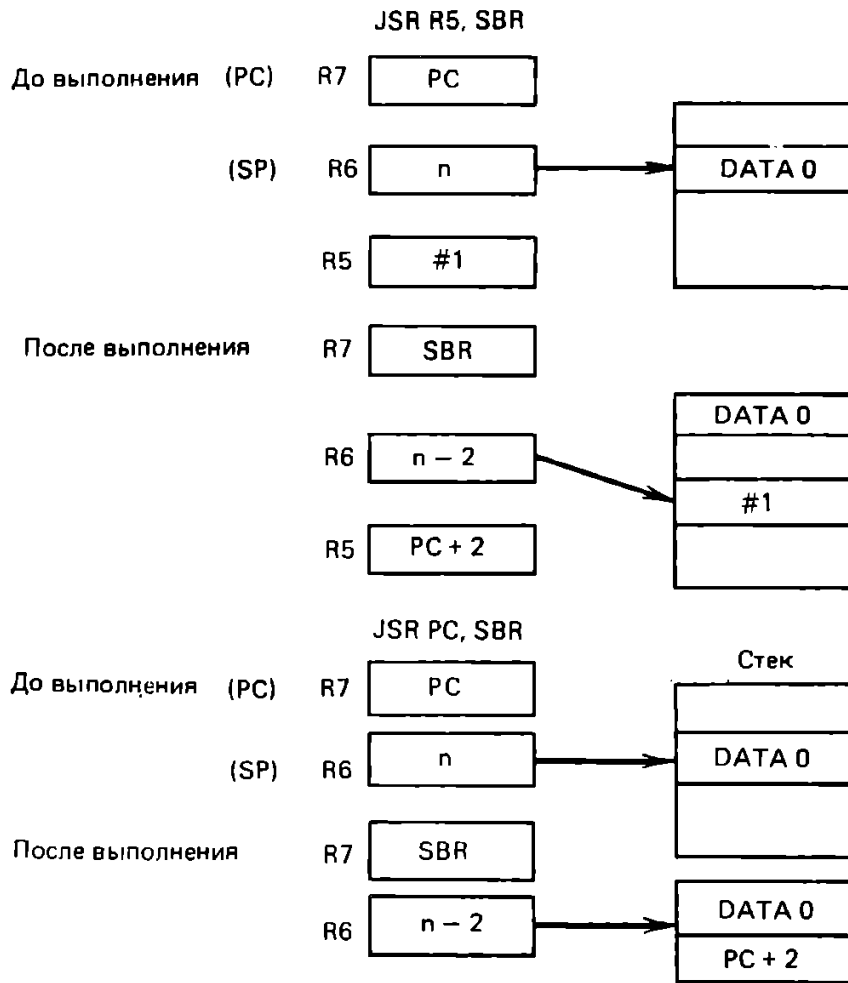 JSR R5, SBR
До выполнения (PC) R7 PC
(SP) R6 n DATA 0
R5 #1
После выполнения R7 SBR
DATA 0
R6 n – 2
#1
R5 PC + 2
JSR PC, SBR
Стек
До выполнения (PC) R7 PC
(SP) R6 n DATA 0
После выполнения R7 SBR
R6 n – 2 DATA 0
PC + 2